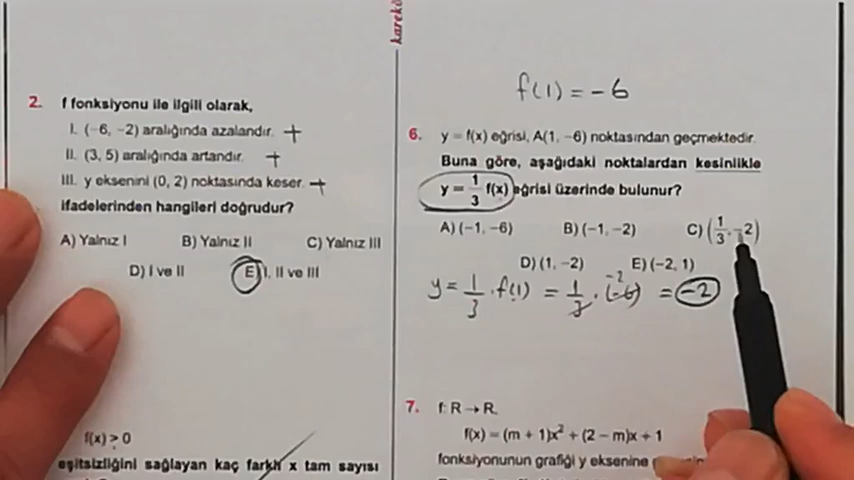 karekö
2. f fonksiyonu ile ilgili olarak,
I. (−6, −2) aralığında azalandır. +
II. (3, 5) aralığında artandır. +
III. y eksenini (0, 2) noktasında keser. +
ifadelerinden hangileri doğrudur?
A) Yalnız I B) Yalnız II C) Yalnız III
D) I ve II E) I, II ve III
f(x) > 0
eşitsizliğini sağlayan kaç farklı x tam sayısı
f(1) = −6
6. y = f(x) eğrisi, A(1, −6) noktasından geçmektedir.
Buna göre, aşağıdaki noktalardan kesinlikle
y = 1/3 f(x) eğrisi üzerinde bulunur?
A) (−1, −6) B) (−1, −2) C) (1/3, −2)
D) (1, −2) E) (−2, 1)
y = 1/3 . f(1) = 1/3 . (−6) −2 = −2
7. f: R → R,
f(x) = (m + 1)x² + (2 − m)x + 1
fonksiyonunun grafiği y eksenine